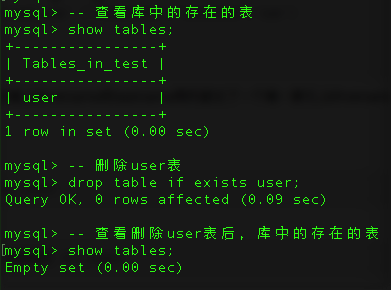 mysql> -- 查看库中的存在的表
mysql> show tables;
+----------------+
| Tables_in_test |
+----------------+
| user           |
+----------------+
1 row in set (0.00 sec)
mysql> -- 删除user表
mysql> drop table if exists user;
Query OK, 0 rows affected (0.09 sec)
mysql> -- 查看删除user表后, 库中的存在的表
mysql> show tables;
Empty set (0.00 sec)